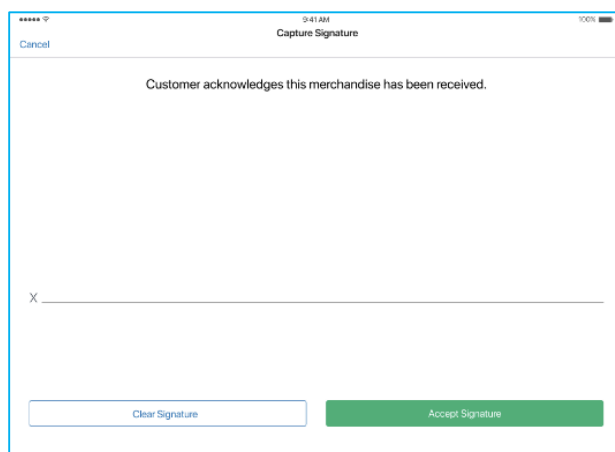 9:41 AM 100%
Capture Signature
Cancel
Customer acknowledges this merchandise has been received.
X
Clear Signature Accept Signature